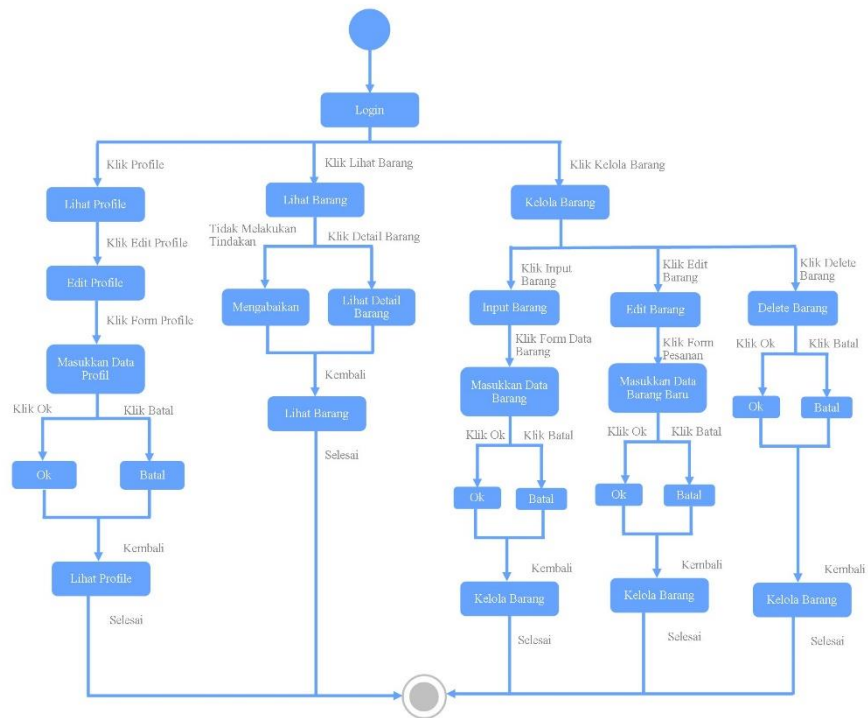 Login
Klik Profile
Klik Lihat Barang
Klik Kelola Barang
Lihat Profile
Lihat Barang
Kelola Barang
Klik Edit Profile
Tidak Melakukan
Tindakan
Klik Detail Barang
Klik Input
Barang
Klik Edit
Barang
Klik Delete
Barang
Edit Profile
Mengabaikan
Lihat Detail
Barang
Input Barang
Edit Barang
Delete Barang
Klik Form Profile
Klik Form Data
Barang
Klik Form
Pesanan
Klik Ok
Klik Batal
Masukkan Data
Profil
Kembali
Masukkan Data
Barang
Masukkan Data
Barang Baru
Ok
Batal
Klik Ok
Klik Batal
Lihat Barang
Klik Ok
Klik Batal
Klik Ok
Klik Batal
Ok
Batal
Selesai
Ok
Batal
Ok
Batal
Kembali
Kembali
Kembali
Kembali
Lihat Profile
Kelola Barang
Kelola Barang
Kelola Barang
Selesai
Selesai
Selesai
Selesai